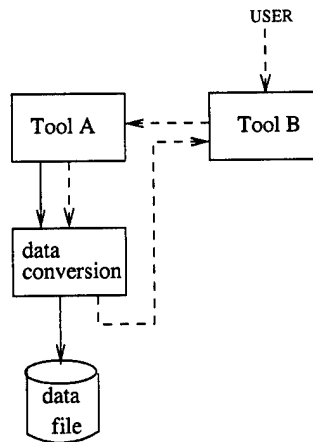 USER
Tool A
Tool B
data
conversion
data
file